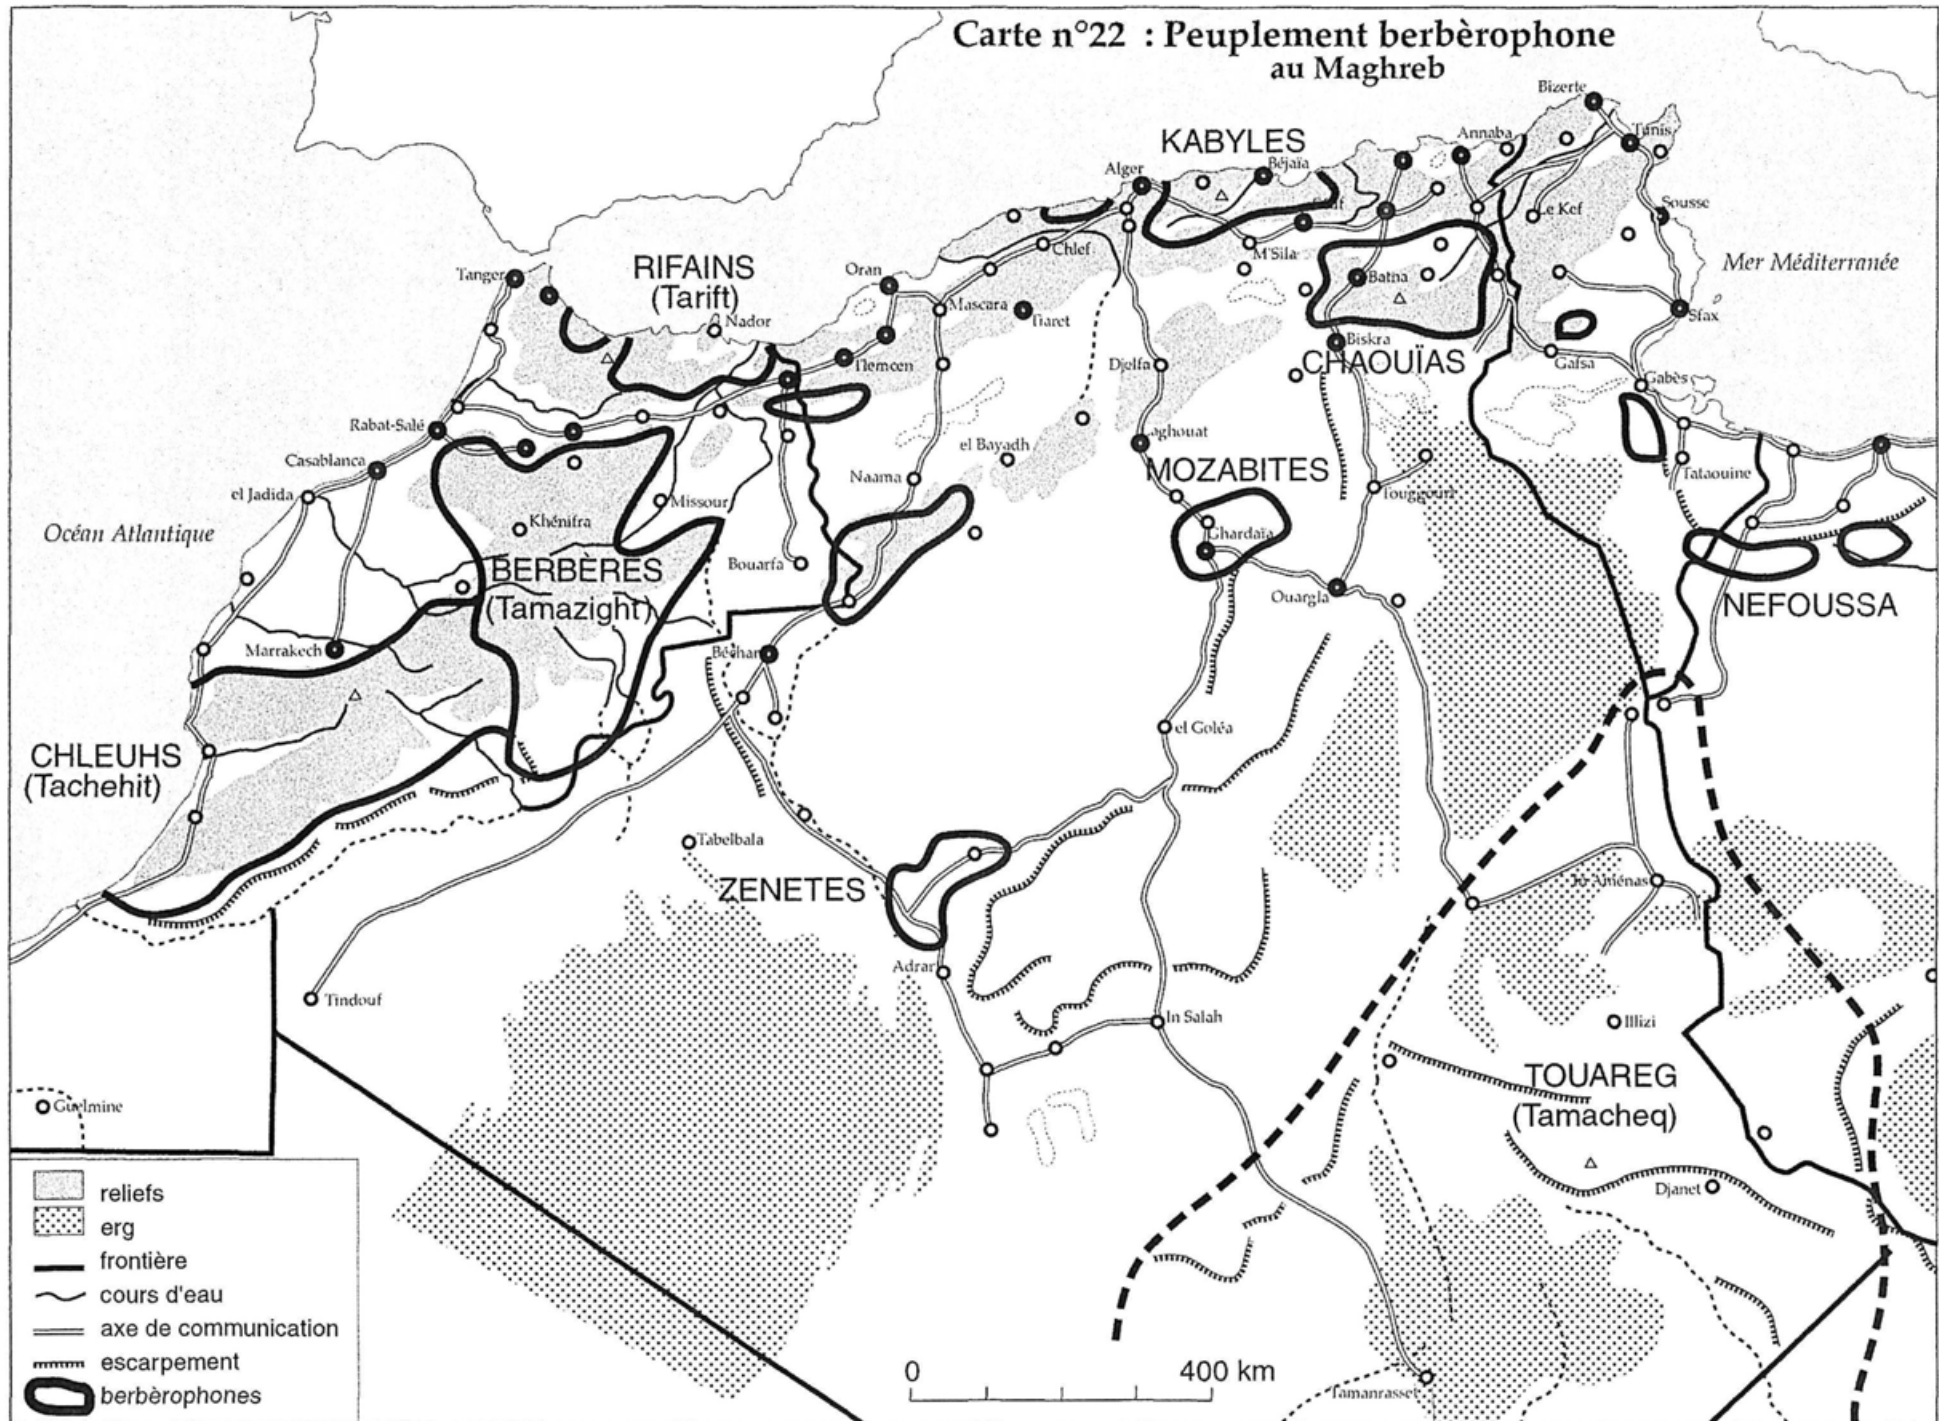 Carte n°22 : Peuplement berbèrophone
au Maghreb
Bizerte
Tunis
Annaba
KABYLES
Béjaïa
Alger
Le Kef
Sousse
Chlef
M'Sila
Mer Méditerranée
RIFAINS
(Tarift)
Oran
Tanger
Batna
Nador
Mascara
Tiaret
Sfax
Biskra
CHAOUÏAS
Tlemcen
Djelfa
Gafsa
Gabès
Rabat-Salé
Casablanca
el Bayadh
Laghouat
MOZABITES
Tataouine
el Jadida
Naama
Touggourt
Missour
Khénifra
Océan Atlantique
Ghardaïa
BERBÈRES
(Tamazight)
Bouarfa
Ouargla
NEFOUSSA
Marrakech
Béchar
CHLEUHS
(Tachehit)
el Goléa
Tabelbala
ZENETES
In Aménas
Adrar
Tindouf
In Salah
Illizi
TOUAREG
(Tamacheq)
Guelmine
Djanet
reliefs
erg
frontière
cours d'eau
axe de communication
escarpement
berbèrophones
0 400 km
Tamanrasset